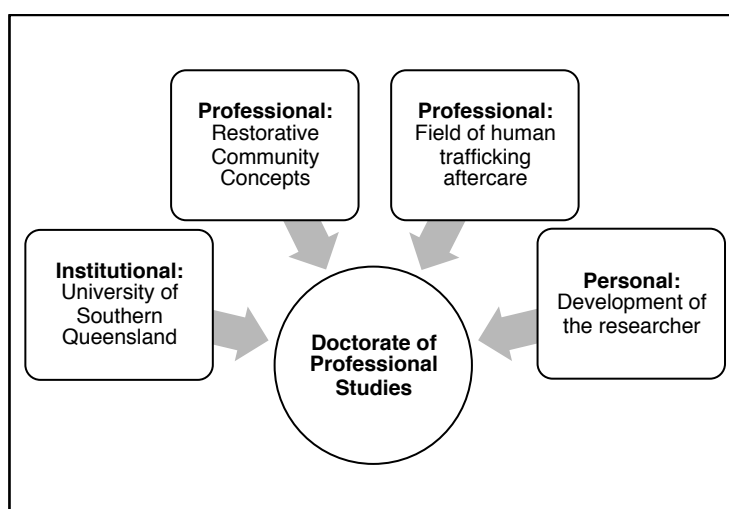 Professional:
Restorative
Community
Concepts
Professional:
Field of human
trafficking
aftercare
Institutional:
University of
Southern
Queensland
Personal:
Development of
the researcher
Doctorate of
Professional
Studies